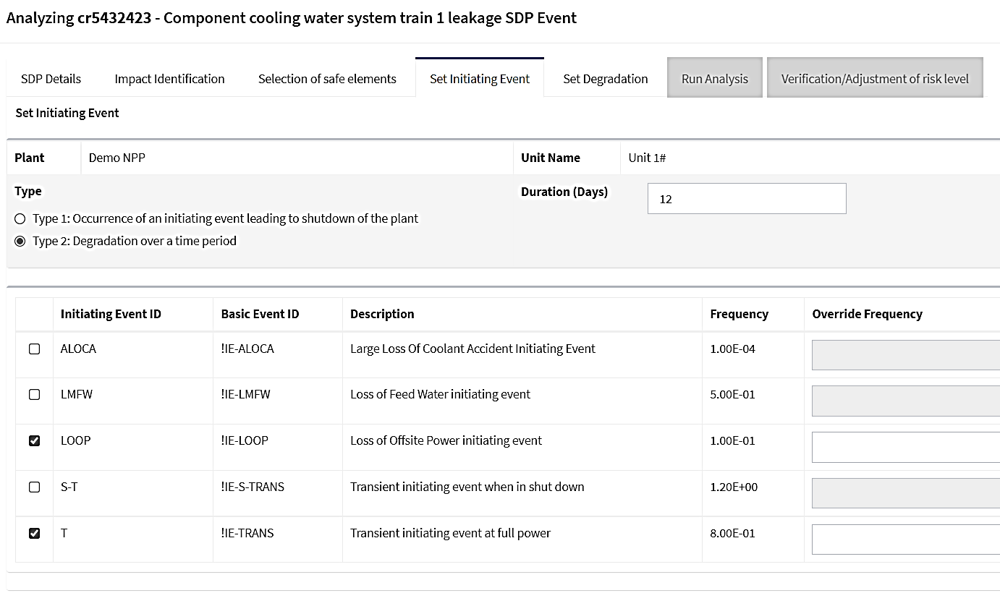 Analyzing cr5432423 - Component cooling water system train 1 leakage SDP Event
SDP Details Impact Identification Selection of safe elements Set Initiating Event Set Degradation Run Analysis Verification/Adjustment of risk level
Set Initiating Event
Plant Demo NPP Unit Name Unit 1#
Type Duration (Days) 12
Type 1: Occurrence of an initiating event leading to shutdown of the plant
Type 2: Degradation over a time period
Initiating Event ID Basic Event ID Description Frequency Override Frequency
ALOCA !IE-ALOCA Large Loss Of Coolant Accident Initiating Event 1.00E-04
LMFW !IE-LMFW Loss of Feed Water initiating event 5.00E-01
LOOP !IE-LOOP Loss of Offsite Power initiating event 1.00E-01
S-T !IE-S-TRANS Transient initiating event when in shut down 1.20E+00
T !IE-TRANS Transient initiating event at full power 8.00E-01